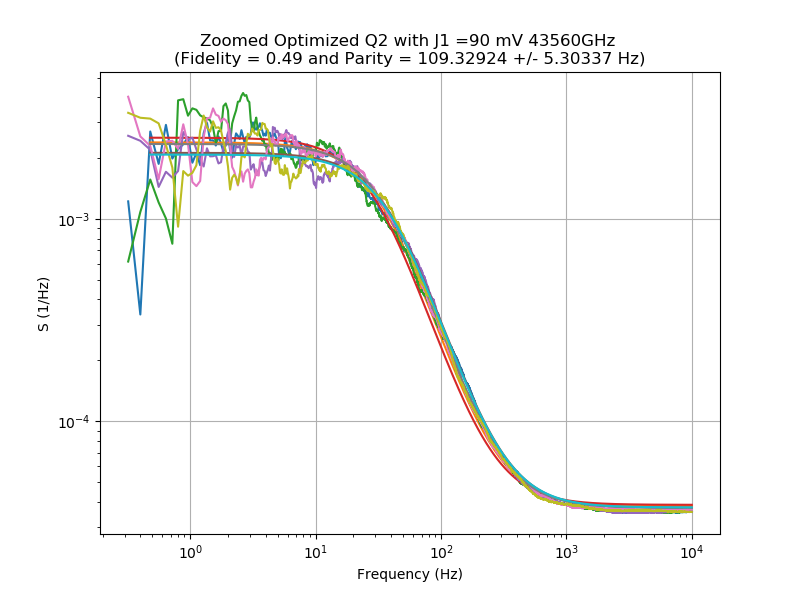 Zoomed Optimized Q2 with J1 =90 mV 43560GHz
(Fidelity = 0.49 and Parity = 109.32924 +/- 5.30337 Hz)
S (1/Hz)
10⁻³
10⁻⁴
10⁰ 10¹ 10² 10³ 10⁴
Frequency (Hz)